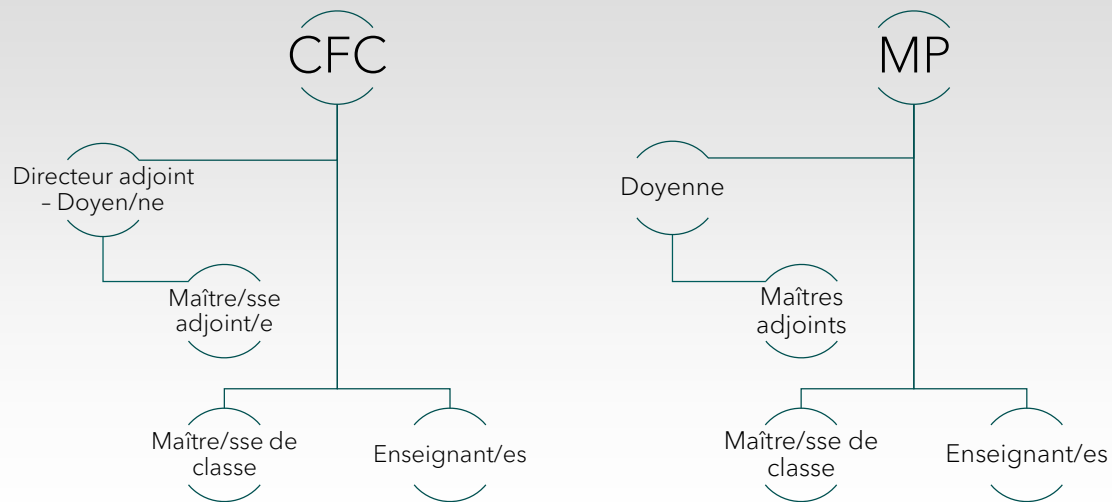 CFC
Directeur adjoint
– Doyen/ne
Maître/sse
adjoint/e
Maître/sse de
classe
Enseignant/es
MP
Doyenne
Maîtres
adjoints
Maître/sse de
classe
Enseignant/es